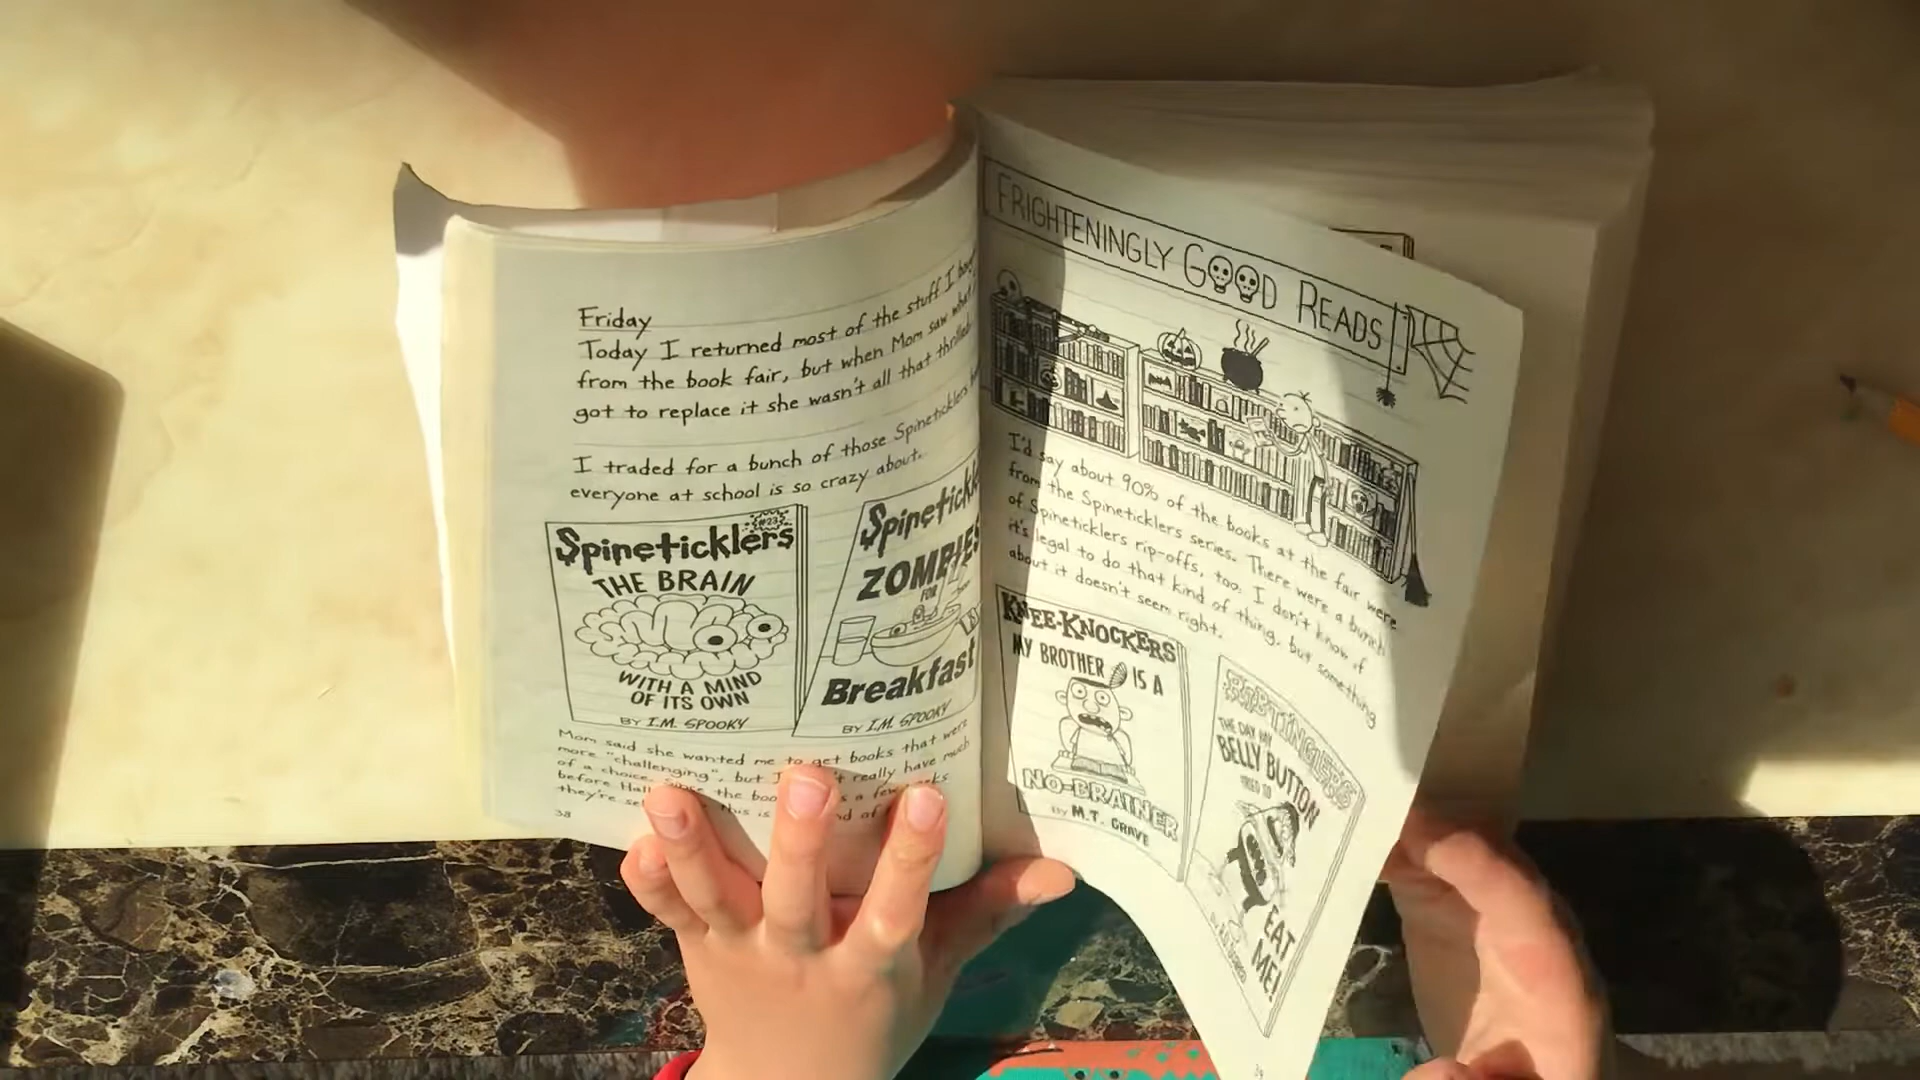 Friday
Today I returned most of the stuff I
from the book fair, but when Mom saw what
got to replace it she wasn't all that thrilled.
I traded for a bunch of those Spineticklers
everyone at school is so crazy about.
Spineticklers
#23
THE BRAIN
WITH A MIND
OF ITS OWN
BY I.M. SPOOKY
ZOMBIES
FOR
Breakfast
BY I.M. SPOOKY
Mom said she wanted me to get books that were
more "challenging", but I really have much
of a choice. the a few
before
they're this is of
38
FRIGHTENINGLY GOOD READS
I'd say about 90% of the books at the fair were
from the Spineticklers series. There were a bunch
of Spineticklers rip-offs, too. I don't know if
it's legal to do that kind of thing, but something
about it doesn't seem right.
KNEE-KNOCKERS
MY BROTHER IS A
NO-BRAINER
BY M.T. GRAVE
THE DAY MY
BELLY BUTTON
TRIED TO
EAT
ME!
39